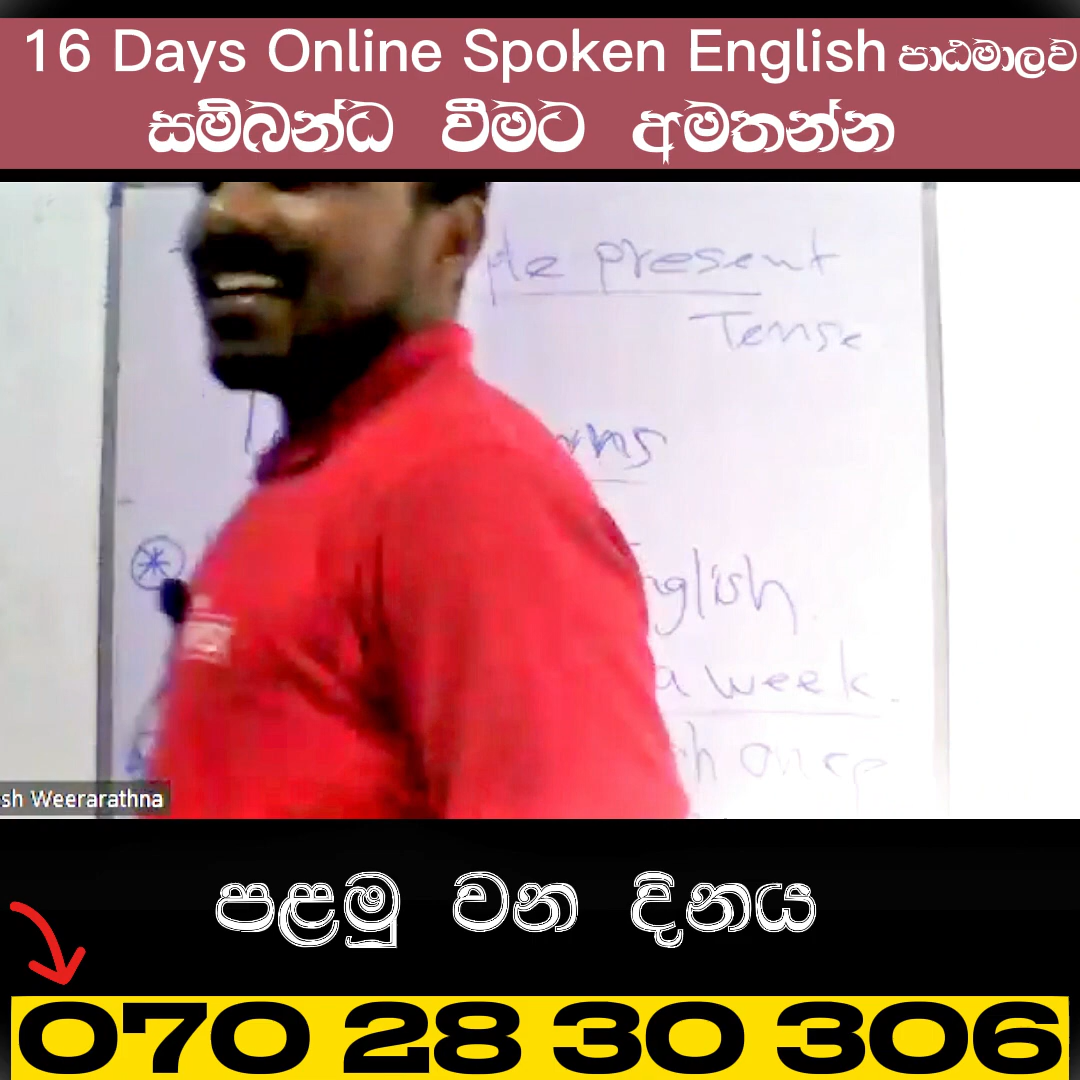 16 Days Online Spoken English පාඨමාලව
සම්බන්ධ වීමට අමතන්න
present
Tense
a week.
sh Weerarathna
පළමු වන දිනය
070 28 30 306